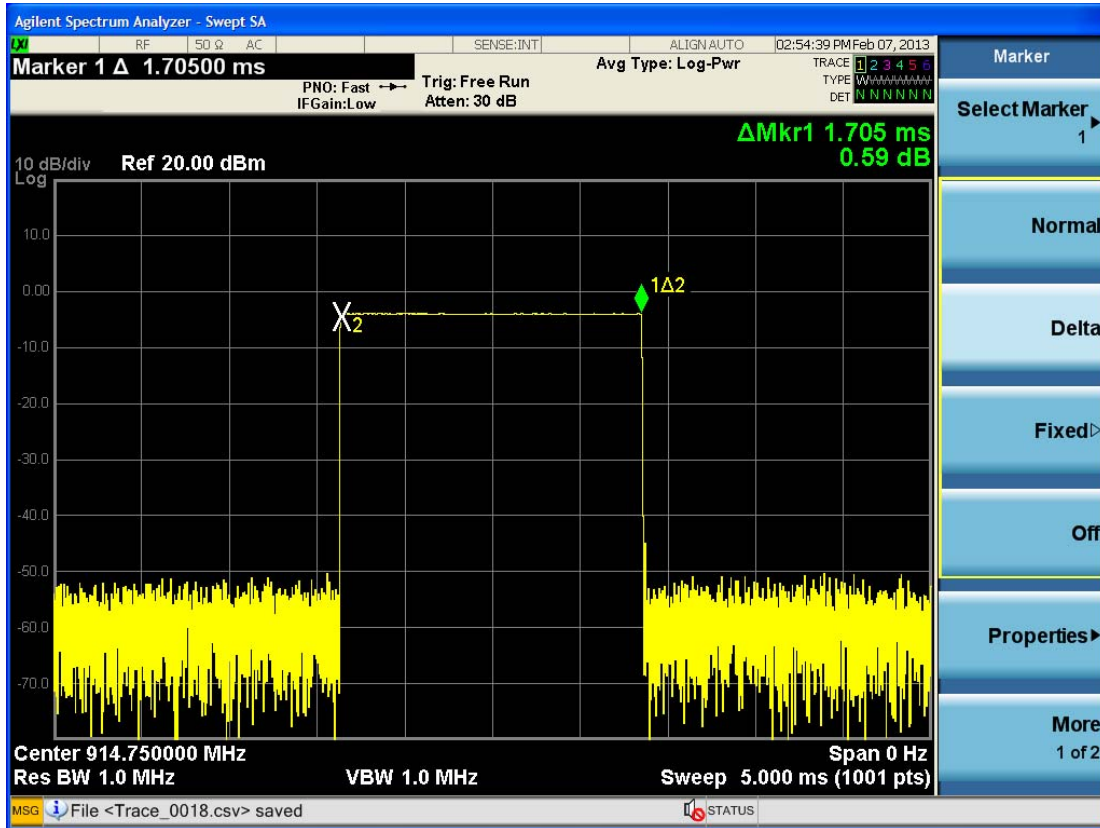 Agilent Spectrum Analyzer - Swept SA
LXI RF 50 Ω AC SENSE:INT ALIGN AUTO 02:54:39 PM Feb 07, 2013
Marker 1 Δ 1.70500 ms
PNO: Fast
IFGain:Low
Trig: Free Run
Atten: 30 dB
Avg Type: Log-Pwr
TRACE 1 2 3 4 5 6
TYPE WWWWWW
DET N N N N N N
ΔMkr1 1.705 ms
0.59 dB
10 dB/div Ref 20.00 dBm
Log
10.0
0.00
-10.0
-20.0
-30.0
-40.0
-50.0
-60.0
-70.0
X2
1Δ2
Center 914.750000 MHz Span 0 Hz
Res BW 1.0 MHz VBW 1.0 MHz Sweep 5.000 ms (1001 pts)
MSG File <Trace_0018.csv> saved STATUS
Marker
Select Marker
1
Normal
Delta
Fixed
Off
Properties
More
1 of 2